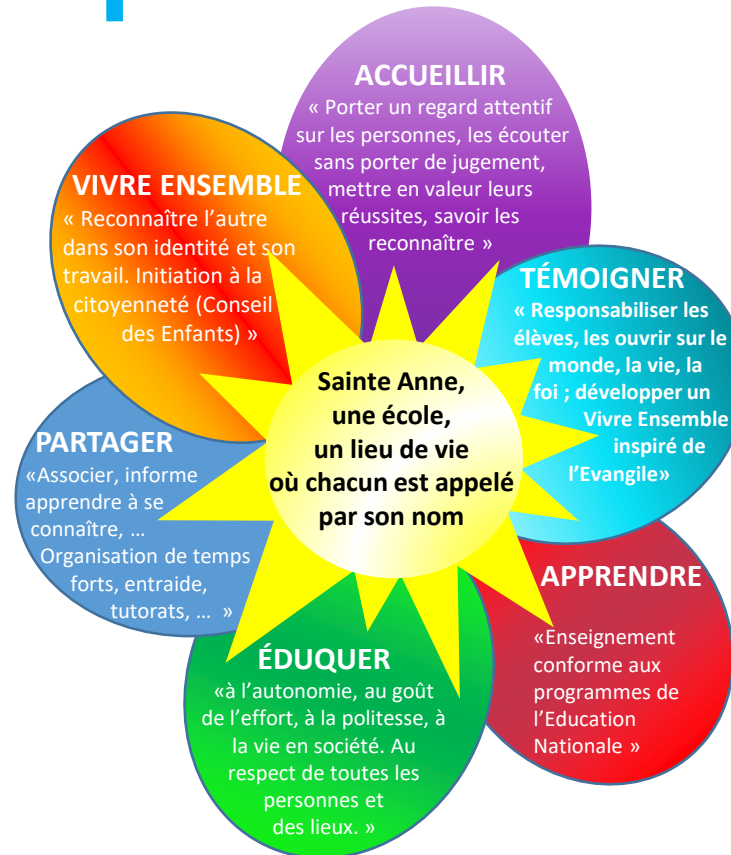 ACCUEILLIR
« Porter un regard attentif
sur les personnes, les écouter
sans porter de jugement,
mettre en valeur leurs
réussites, savoir les
reconnaître »
VIVRE ENSEMBLE
« Reconnaître l’autre
dans son identité et son
travail. Initiation à la
citoyenneté (Conseil
des Enfants) »
TÉMOIGNER
« Responsabiliser les
élèves, les ouvrir sur le
monde, la vie, la
foi ; développer un
Vivre Ensemble
inspiré de
l’Evangile»
Sainte Anne,
une école,
un lieu de vie
où chacun est appelé
par son nom
PARTAGER
«Associer, informe
apprendre à se
connaître, …
Organisation de temps
forts, entraide,
tutorats, … »
APPRENDRE
«Enseignement
conforme aux
programmes de
l’Education
Nationale »
ÉDUQUER
«à l’autonomie, au goût
de l’effort, à la politesse, à
la vie en société. Au
respect de toutes les
personnes et
des lieux. »